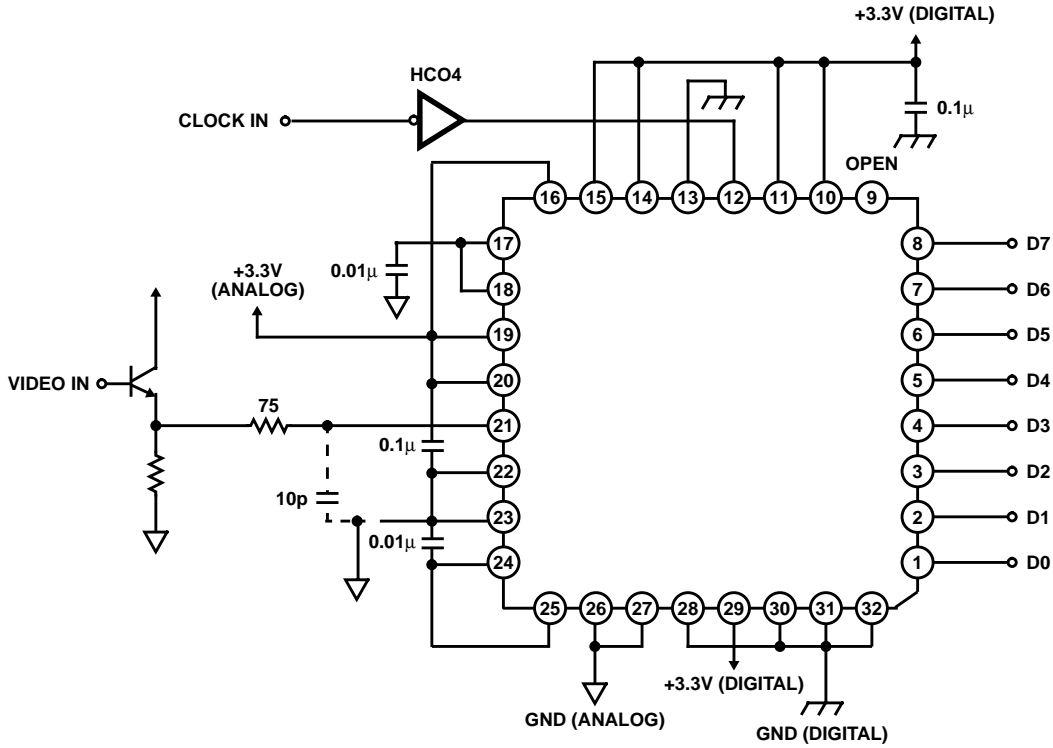 +3.3V (DIGITAL)
HCO4
CLOCK IN
0.1µ
OPEN
16
15
14
13
12
11
10
9
17
18
19
20
21
22
23
24
8
7
6
5
4
3
2
1
D7
D6
D5
D4
D3
D2
D1
D0
0.01µ
+3.3V
(ANALOG)
VIDEO IN
75
0.1µ
10p
0.01µ
25
26
27
28
29
30
31
32
+3.3V (DIGITAL)
GND (ANALOG)
GND (DIGITAL)